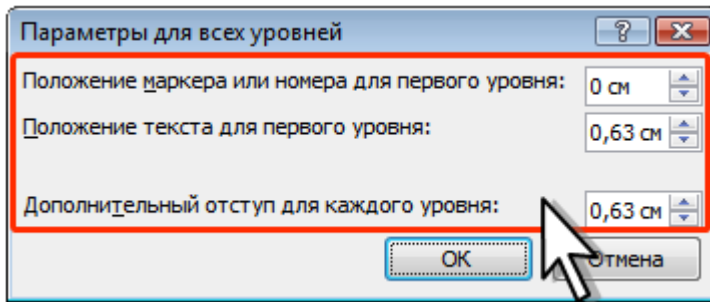 Параметры для всех уровней
Положение маркера или номера для первого уровня: 0 см
Положение текста для первого уровня: 0,63 см
Дополнительный отступ для каждого уровня: 0,63 см
ОК Отмена